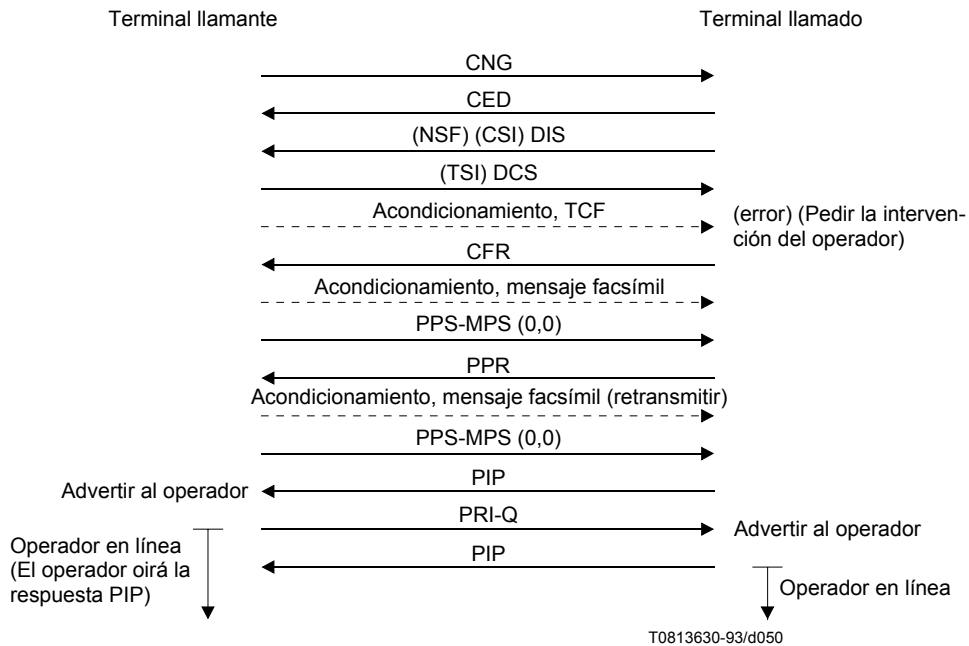 Terminal llamante
Terminal llamado
CNG
CED
(NSF) (CSI) DIS
(TSI) DCS
Acondicionamiento, TCF
(error) (Pedir la interven-
ción del operador)
CFR
Acondicionamiento, mensaje facsímil
PPS-MPS (0,0)
PPR
Acondicionamiento, mensaje facsímil (retransmitir)
PPS-MPS (0,0)
PIP
Advertir al operador
PRI-Q
Advertir al operador
Operador en línea
(El operador oirá la
respuesta PIP)
PIP
Operador en línea
T0813630-93/d050